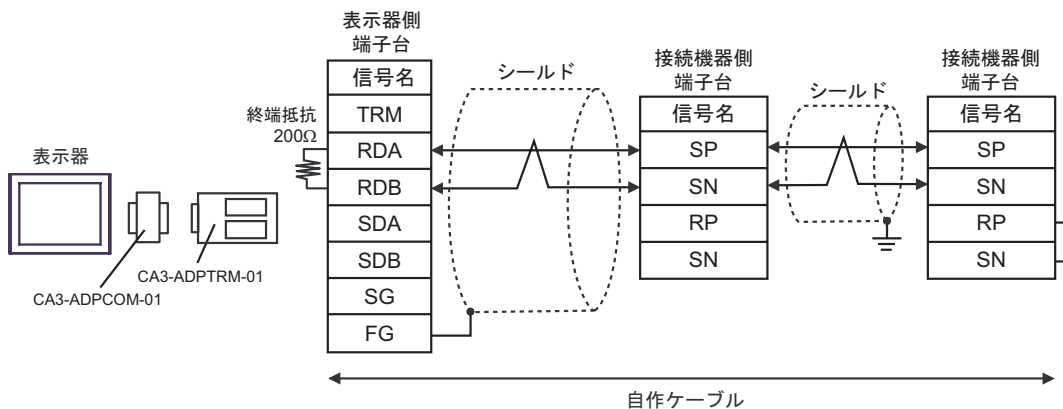 表示器
CA3-ADPCOM-01
CA3-ADPTRM-01
終端抵抗
200Ω
表示器側
端子台
信号名
TRM
RDA
RDB
SDA
SDB
SG
FG
シールド
接続機器側
端子台
信号名
SP
SN
RP
SN
シールド
接続機器側
端子台
信号名
SP
SN
RP
SN
自作ケーブル